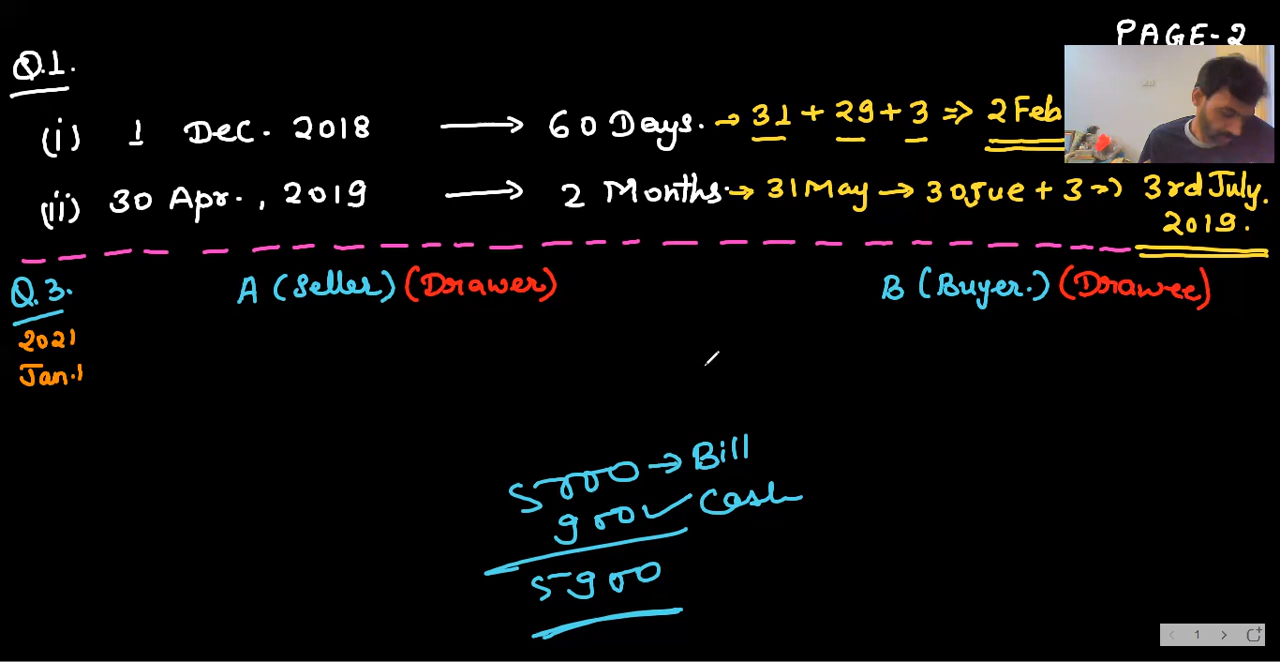 PAGE-2
Q.1.
(i) 1 Dec. 2018 → 60 Days. → 31 + 29 + 3 => 2 Feb
(ii) 30 Apr., 2019 → 2 Months. → 31 May → 30 Jue + 3 => 3rd July.
2019.
Q.3. A (Seller) (Drawer) B (Buyer.) (Drawee)
2021
Jan.1
5000 → Bill
900 ✓ Cash
5900
1